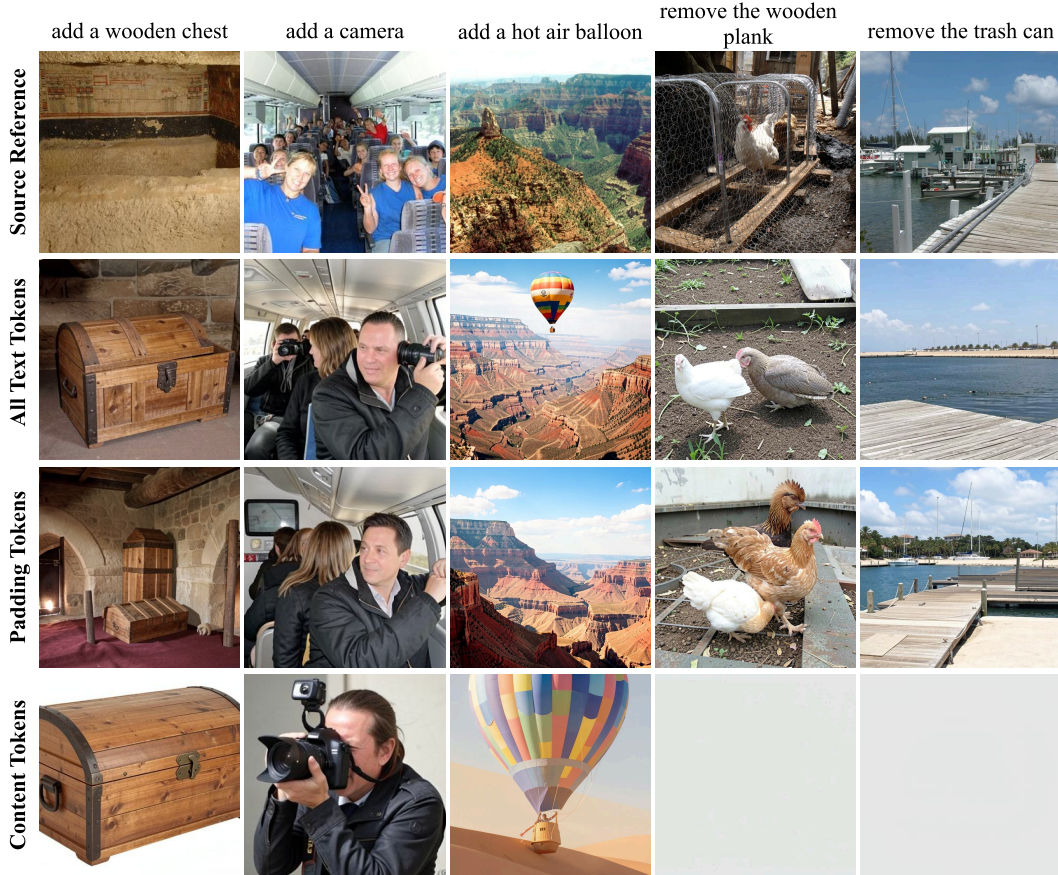 add a wooden chest
add a camera
add a hot air balloon
remove the wooden
plank
remove the trash can
Source Reference
All Text Tokens
Padding Tokens
Content Tokens